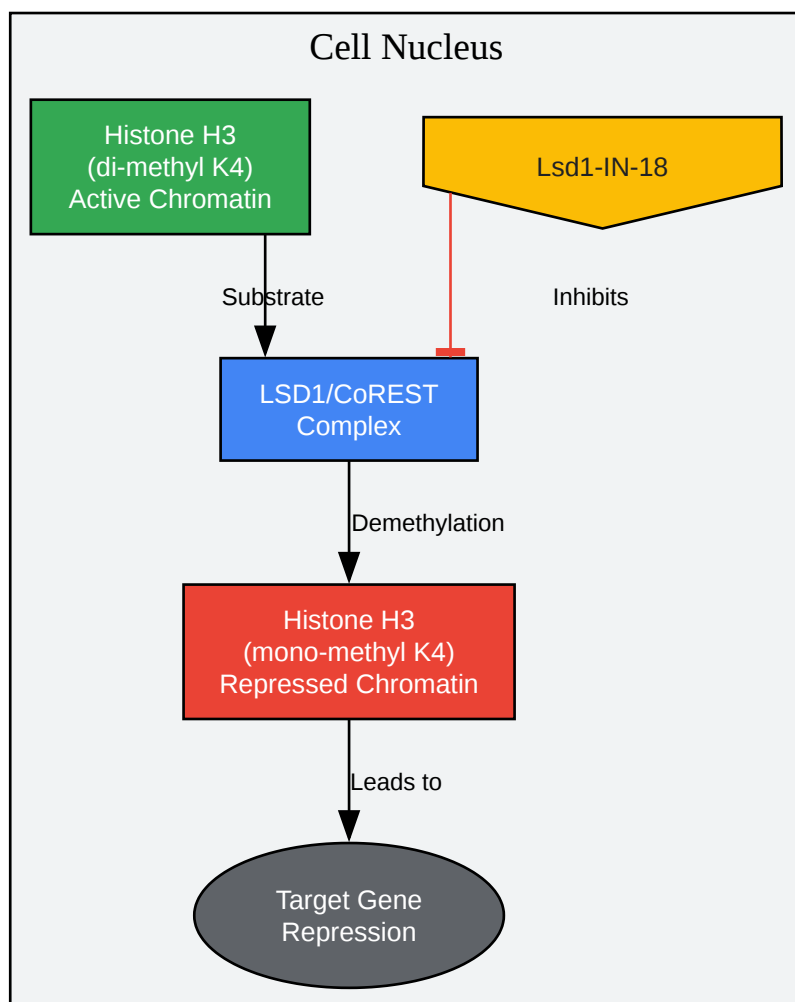 Cell Nucleus
Histone H3
(di-methyl K4)
Active Chromatin
Lsd1-IN-18
Substrate
Inhibits
LSD1/CoREST
Complex
Demethylation
Histone H3
(mono-methyl K4)
Repressed Chromatin
Leads to
Target Gene
Repression